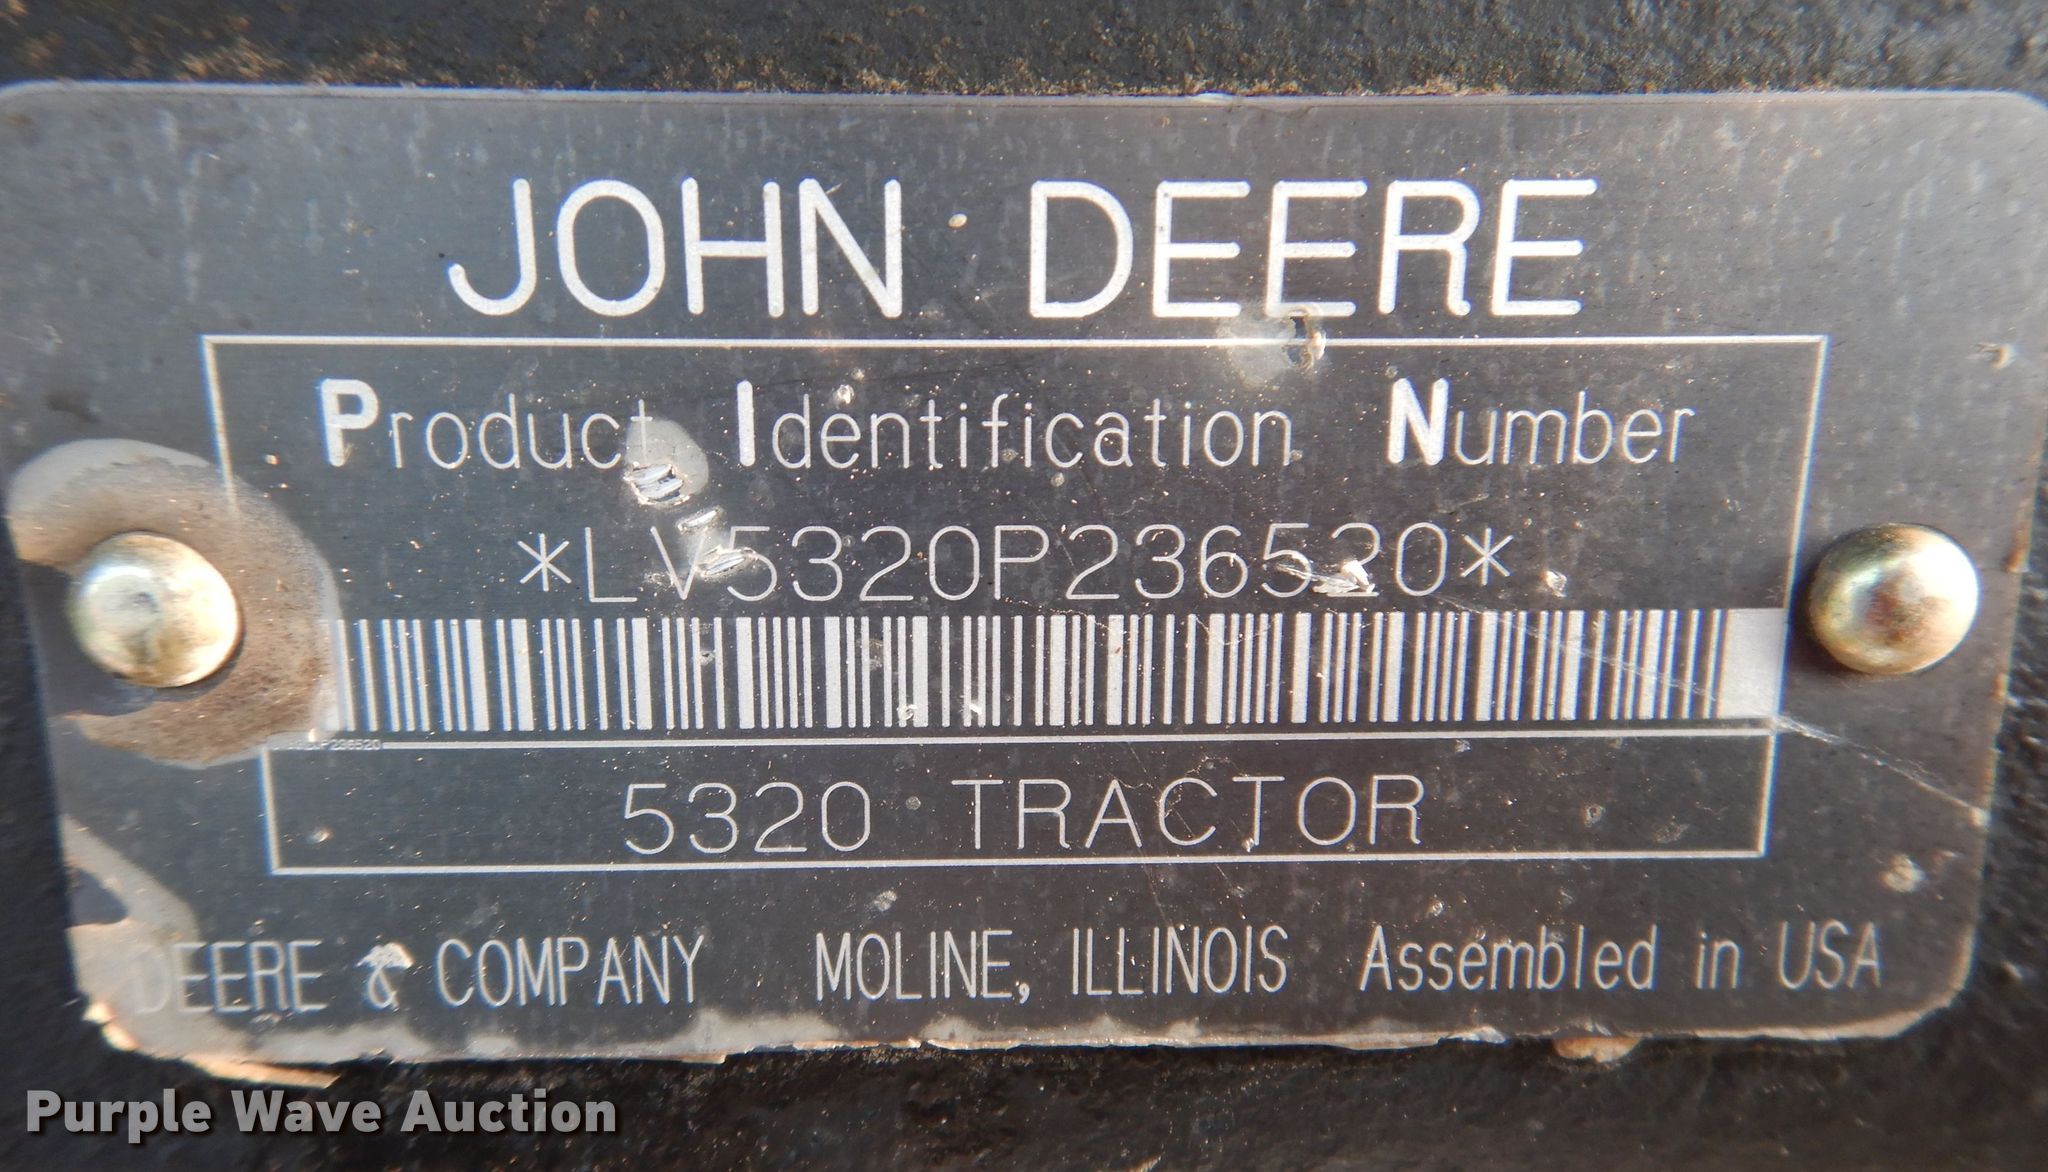 JOHN DEERE
Product Identification Number
*LV5320P236520*
5320 TRACTOR
DEERE & COMPANY MOLINE, ILLINOIS Assembled in USA
Purple Wave Auction